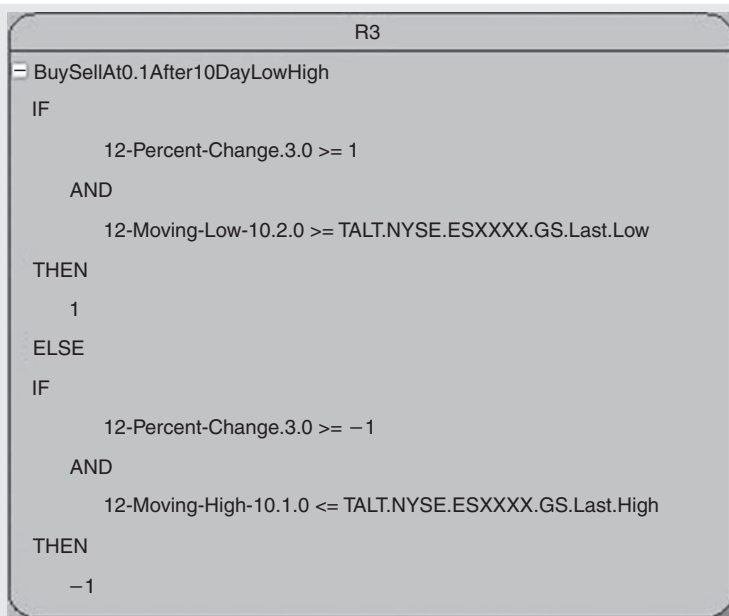 R3
BuySellAt0.1After10DayLowHigh
IF
12-Percent-Change.3.0 >= 1
AND
12-Moving-Low-10.2.0 >= TALT.NYSE.ESXXXX.GS.Last.Low
THEN
1
ELSE
IF
12-Percent-Change.3.0 >= −1
AND
12-Moving-High-10.1.0 <= TALT.NYSE.ESXXXX.GS.Last.High
THEN
−1